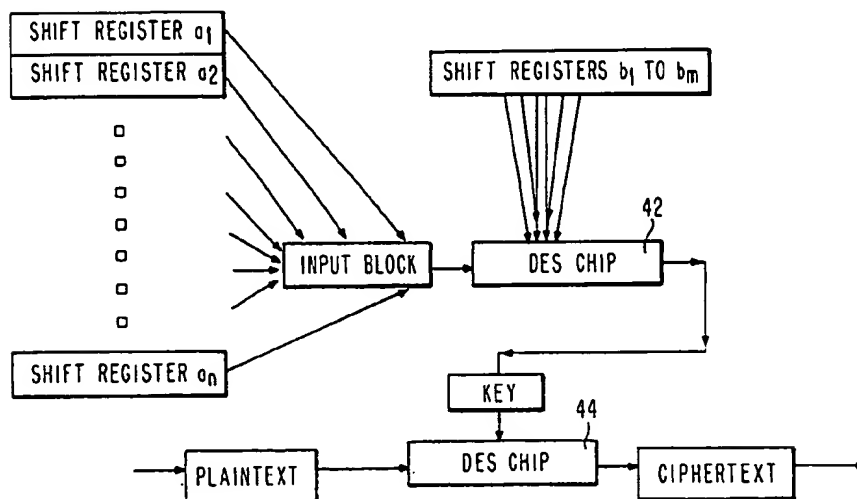 SHIFT REGISTER a1
SHIFT REGISTER a2
SHIFT REGISTERS b1 TO bm
42
INPUT BLOCK
DES CHIP
SHIFT REGISTER an
KEY
44
PLAINTEXT
DES CHIP
CIPHERTEXT